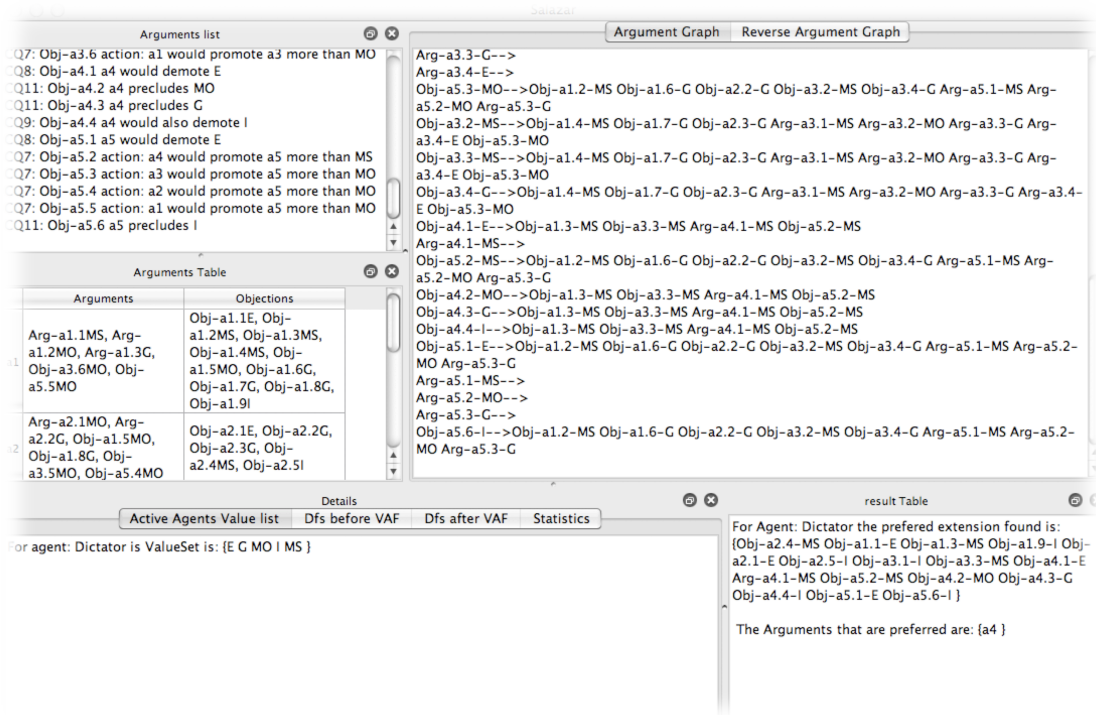 Salazar
Arguments list
CQ7: Obj-a3.6 action: a1 would promote a3 more than MO
CQ8: Obj-a4.1 a4 would demote E
CQ11: Obj-a4.2 a4 precludes MO
CQ11: Obj-a4.3 a4 precludes G
CQ9: Obj-a4.4 a4 would also demote I
CQ8: Obj-a5.1 a5 would demote E
CQ7: Obj-a5.2 action: a4 would promote a5 more than MS
CQ7: Obj-a5.3 action: a3 would promote a5 more than MO
CQ7: Obj-a5.4 action: a2 would promote a5 more than MO
CQ7: Obj-a5.5 action: a1 would promote a5 more than MO
CQ11: Obj-a5.6 a5 precludes I
Argument Graph Reverse Argument Graph
Arg-a3.3-G-->
Arg-a3.4-E-->
Obj-a5.3-MO-->Obj-a1.2-MS Obj-a1.6-G Obj-a2.2-G Obj-a3.2-MS Obj-a3.4-G Arg-a5.1-MS Arg-
a5.2-MO Arg-a5.3-G
Obj-a3.2-MS-->Obj-a1.4-MS Obj-a1.7-G Obj-a2.3-G Arg-a3.1-MS Arg-a3.2-MO Arg-a3.3-G Arg-
a3.4-E Obj-a5.3-MO
Obj-a3.3-MS-->Obj-a1.4-MS Obj-a1.7-G Obj-a2.3-G Arg-a3.1-MS Arg-a3.2-MO Arg-a3.3-G Arg-
a3.4-E Obj-a5.3-MO
Obj-a3.4-G-->Obj-a1.4-MS Obj-a1.7-G Obj-a2.3-G Arg-a3.1-MS Arg-a3.2-MO Arg-a3.3-G Arg-a3.4-
E Obj-a5.3-MO
Obj-a4.1-E-->Obj-a1.3-MS Obj-a3.3-MS Arg-a4.1-MS Obj-a5.2-MS
Arg-a4.1-MS-->
Obj-a5.2-MS-->Obj-a1.2-MS Obj-a1.6-G Obj-a2.2-G Obj-a3.2-MS Obj-a3.4-G Arg-a5.1-MS Arg-
a5.2-MO Arg-a5.3-G
Obj-a4.2-MO-->Obj-a1.3-MS Obj-a3.3-MS Arg-a4.1-MS Obj-a5.2-MS
Obj-a4.3-G-->Obj-a1.3-MS Obj-a3.3-MS Arg-a4.1-MS Obj-a5.2-MS
Obj-a4.4-I-->Obj-a1.3-MS Obj-a3.3-MS Arg-a4.1-MS Obj-a5.2-MS
Obj-a5.1-E-->Obj-a1.2-MS Obj-a1.6-G Obj-a2.2-G Obj-a3.2-MS Obj-a3.4-G Arg-a5.1-MS Arg-a5.2-
MO Arg-a5.3-G
Arg-a5.1-MS-->
Arg-a5.2-MO-->
Arg-a5.3-G-->
Obj-a5.6-I-->Obj-a1.2-MS Obj-a1.6-G Obj-a2.2-G Obj-a3.2-MS Obj-a3.4-G Arg-a5.1-MS Arg-a5.2-
MO Arg-a5.3-G
Arguments Table
Arguments Objections
a1
Arg-a1.1MS, Arg-
a1.2MO, Arg-a1.3G,
Obj-a3.6MO, Obj-
a5.5MO
Obj-a1.1E, Obj-
a1.2MS, Obj-a1.3MS,
Obj-a1.4MS, Obj-
a1.5MO, Obj-a1.6G,
Obj-a1.7G, Obj-a1.8G,
Obj-a1.9I
a2
Arg-a2.1MO, Arg-
a2.2G, Obj-a1.5MO,
Obj-a1.8G, Obj-
a3.5MO, Obj-a5.4MO
Obj-a2.1E, Obj-a2.2G,
Obj-a2.3G, Obj-
a2.4MS, Obj-a2.5I
Details
Active Agents Value list Dfs before VAF Dfs after VAF Statistics
For agent: Dictator is ValueSet is: {E G MO I MS }
result Table
For Agent: Dictator the prefered extension found is:
{Obj-a2.4-MS Obj-a1.1-E Obj-a1.3-MS Obj-a1.9-I Obj-
a2.1-E Obj-a2.5-I Obj-a3.1-I Obj-a3.3-MS Obj-a4.1-E
Arg-a4.1-MS Obj-a5.2-MS Obj-a4.2-MO Obj-a4.3-G
Obj-a4.4-I Obj-a5.1-E Obj-a5.6-I }
The Arguments that are preferred are: {a4 }